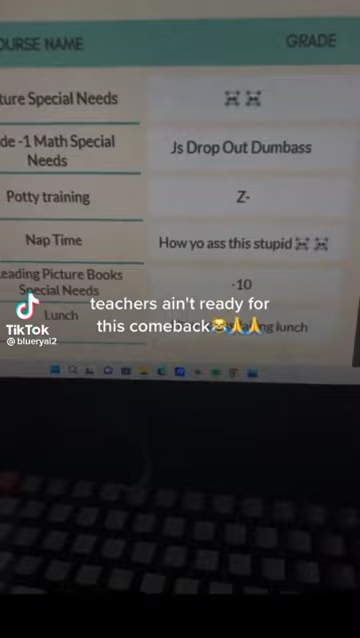 OURSE NAME
GRADE
ture Special Needs
☠️☠️
de -1 Math Special
Needs
Js Drop Out Dumbass
Potty training
Z-
Nap Time
How yo ass this stupid ☠️☠️
eading Picture Books
Special Needs
-10
Lunch
ng lunch
teachers ain't ready for
this comeback😹🙏🙏
TikTok
@blueryal2